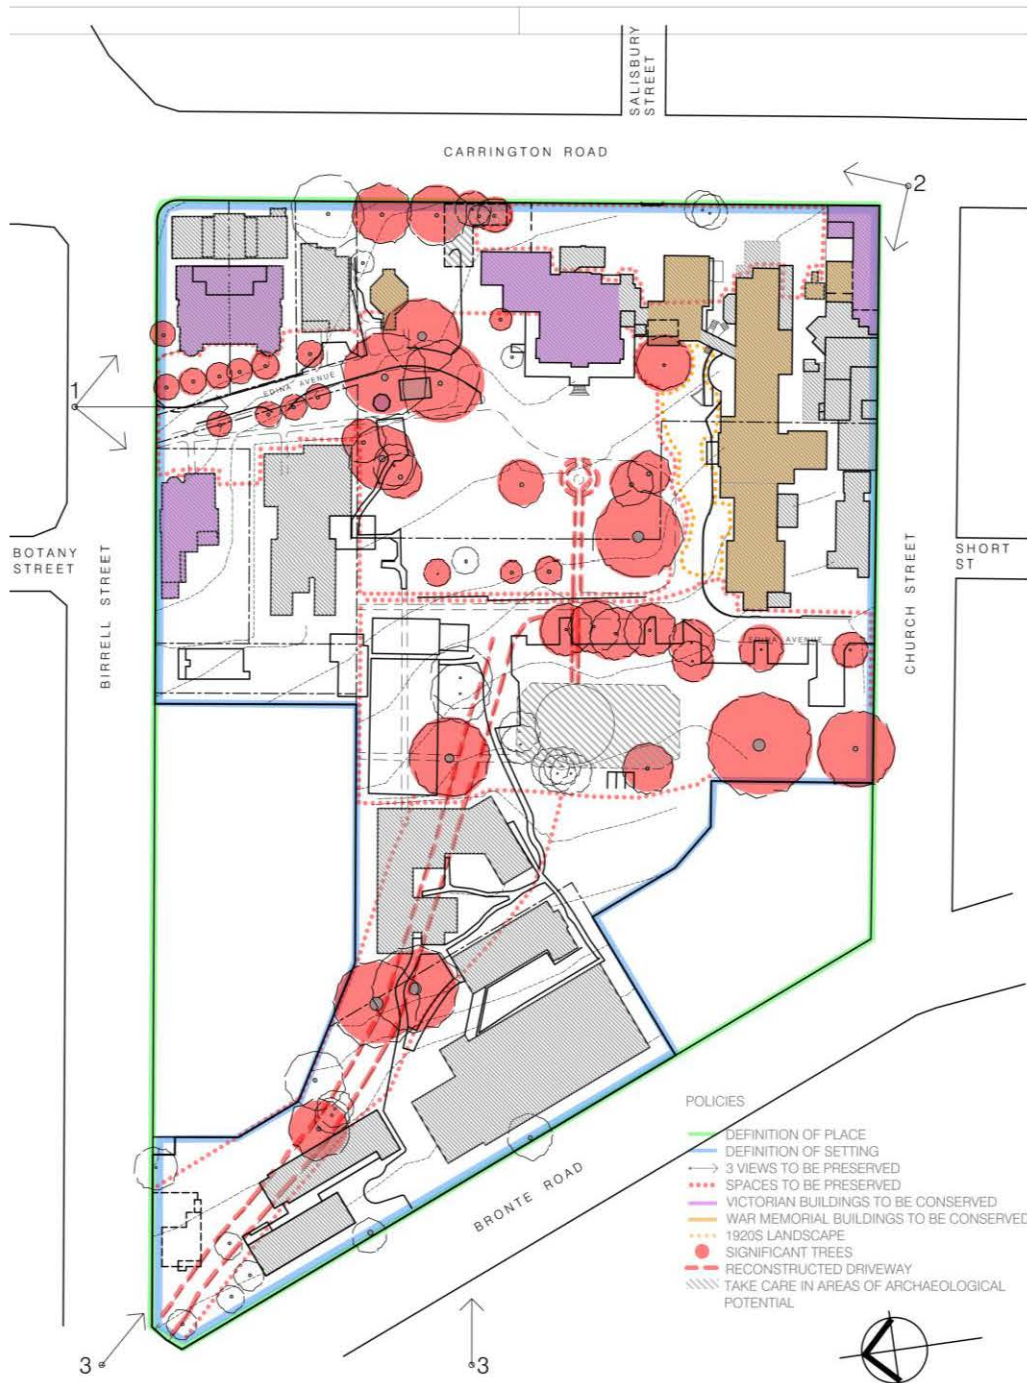 SALISBURY
STREET
CARRINGTON ROAD
2
1
EDINA AVENUE
BOTANY
STREET
BIRRELL STREET
SHORT
ST
CHURCH STREET
EDINA AVENUE
BRONTE ROAD
POLICIES
DEFINITION OF PLACE
DEFINITION OF SETTING
3 VIEWS TO BE PRESERVED
SPACES TO BE PRESERVED
VICTORIAN BUILDINGS TO BE CONSERVED
WAR MEMORIAL BUILDINGS TO BE CONSERVED
1920S LANDSCAPE
SIGNIFICANT TREES
RECONSTRUCTED DRIVEWAY
TAKE CARE IN AREAS OF ARCHAEOLOGICAL
POTENTIAL
3
3